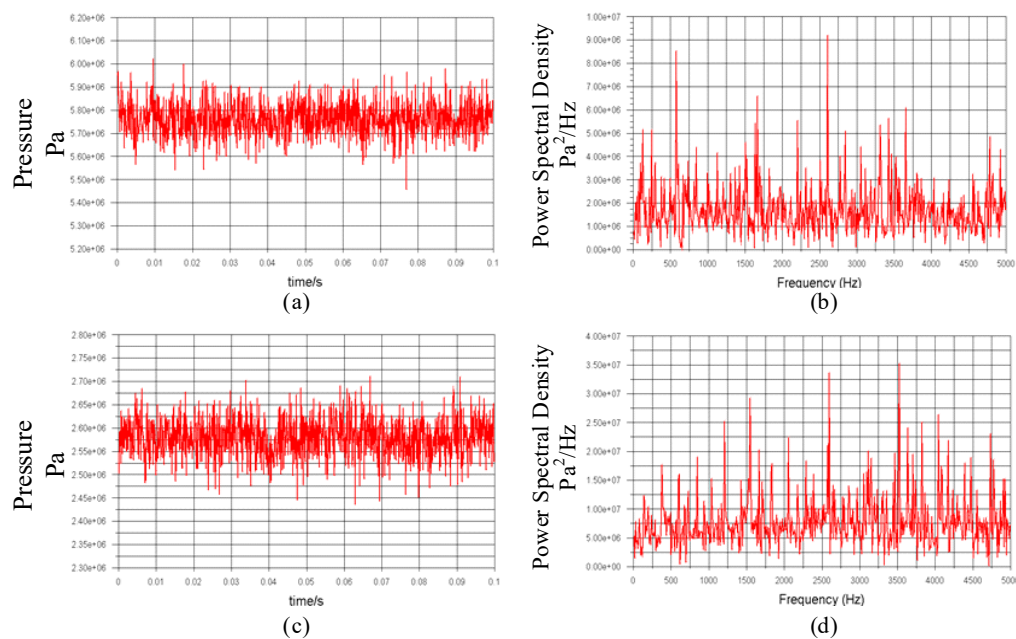 Pressure
Pa
6.20e+06
6.10e+06
6.00e+06
5.90e+06
5.80e+06
5.70e+06
5.60e+06
5.50e+06
5.40e+06
5.30e+06
5.20e+06
0 0.01 0.02 0.03 0.04 0.05 0.06 0.07 0.08 0.09 0.1
time/s
(a)
Power Spectral Density
Pa²/Hz
1.00e+07
9.00e+06
8.00e+06
7.00e+06
6.00e+06
5.00e+06
4.00e+06
3.00e+06
2.00e+06
1.00e+06
0.00e+00
0 500 1000 1500 2000 2500 3000 3500 4000 4500 5000
Frequency (Hz)
(b)
Pressure
Pa
2.80e+06
2.75e+06
2.70e+06
2.65e+06
2.60e+06
2.55e+06
2.50e+06
2.45e+06
2.40e+06
2.35e+06
2.30e+06
0 0.01 0.02 0.03 0.04 0.05 0.06 0.07 0.08 0.09 0.1
time/s
(c)
Power Spectral Density
Pa²/Hz
4.00e+07
3.50e+07
3.00e+07
2.50e+07
2.00e+07
1.50e+07
1.00e+07
5.00e+06
0.00e+00
0 500 1000 1500 2000 2500 3000 3500 4000 4500 5000
Frequency (Hz)
(d)